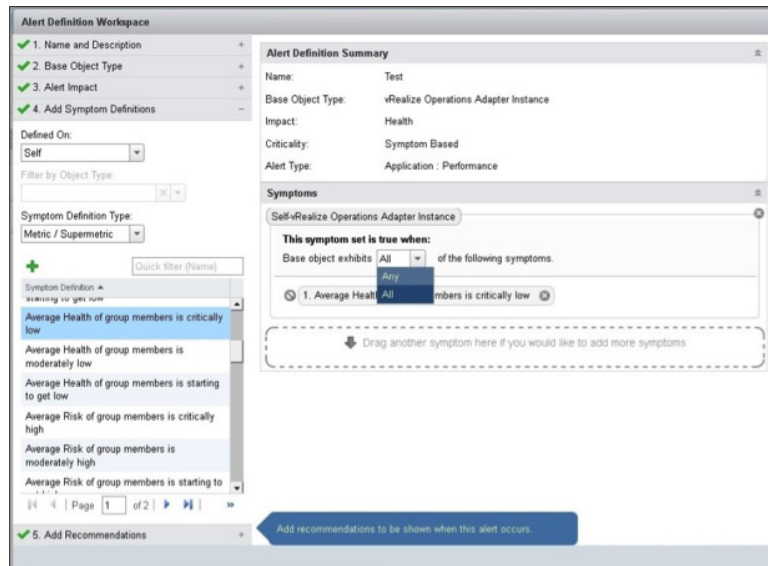 Alert Definition Workspace
1. Name and Description
2. Base Object Type
3. Alert Impact
4. Add Symptom Definitions
Defined On:
Self
Filter by Object Type:
Symptom Definition Type:
Metric / Supermetric
Quick filter (Name)
Symptom Definition
starting to get low
Average Health of group members is critically
low
Average Health of group members is
moderately low
Average Health of group members is starting
to get low
Average Risk of group members is critically
high
Average Risk of group members is
moderately high
Average Risk of group members is starting to
Page 1 of 2
5. Add Recommendations
Alert Definition Summary
Name: Test
Base Object Type: vRealize Operations Adapter Instance
Impact: Health
Criticality: Symptom Based
Alert Type: Application : Performance
Symptoms
Self-vRealize Operations Adapter Instance
This symptom set is true when:
Base object exhibits All of the following symptoms.
Any
All
1. Average Healt mbers is critically low
Drag another symptom here if you would like to add more symptoms
Add recommendations to be shown when this alert occurs.